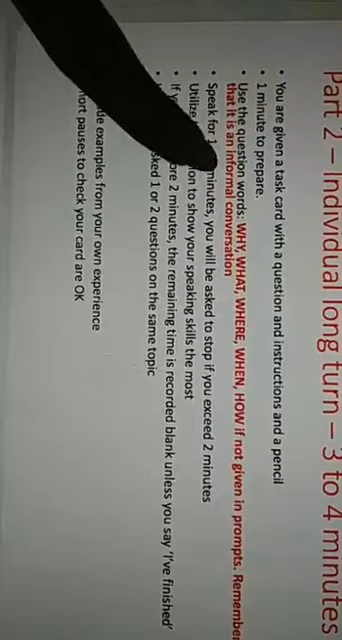 Part 2 – Individual long turn – 3 to 4 minutes
• You are given a task card with a question and instructions and a pencil
• 1 minute to prepare.
• Use the question words: WHY, WHAT, WHERE, WHEN, HOW if not given in prompts. Remember
that it is an informal conversation
• Speak for 1 minutes, you will be asked to stop if you exceed 2 minutes
• Utilize to show your speaking skills the most
• If 2 minutes, the remaining time is recorded blank unless you say 'I've finished'
• 1 or 2 questions on the same topic
examples from your own experience
pauses to check your card are OK